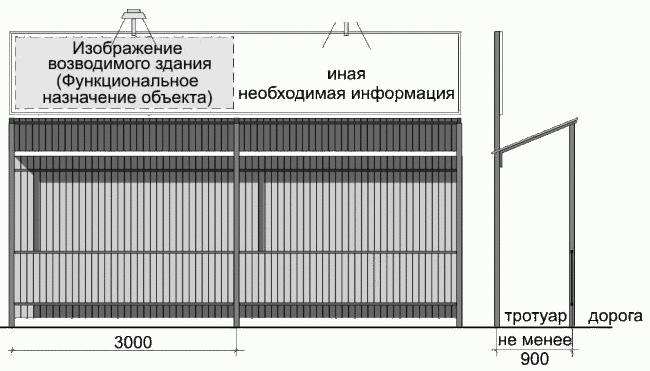 Изображение
возводимого здания
(Функциональное
назначение объекта)
иная
необходимая информация
тротуар дорога
3000
не менее
900